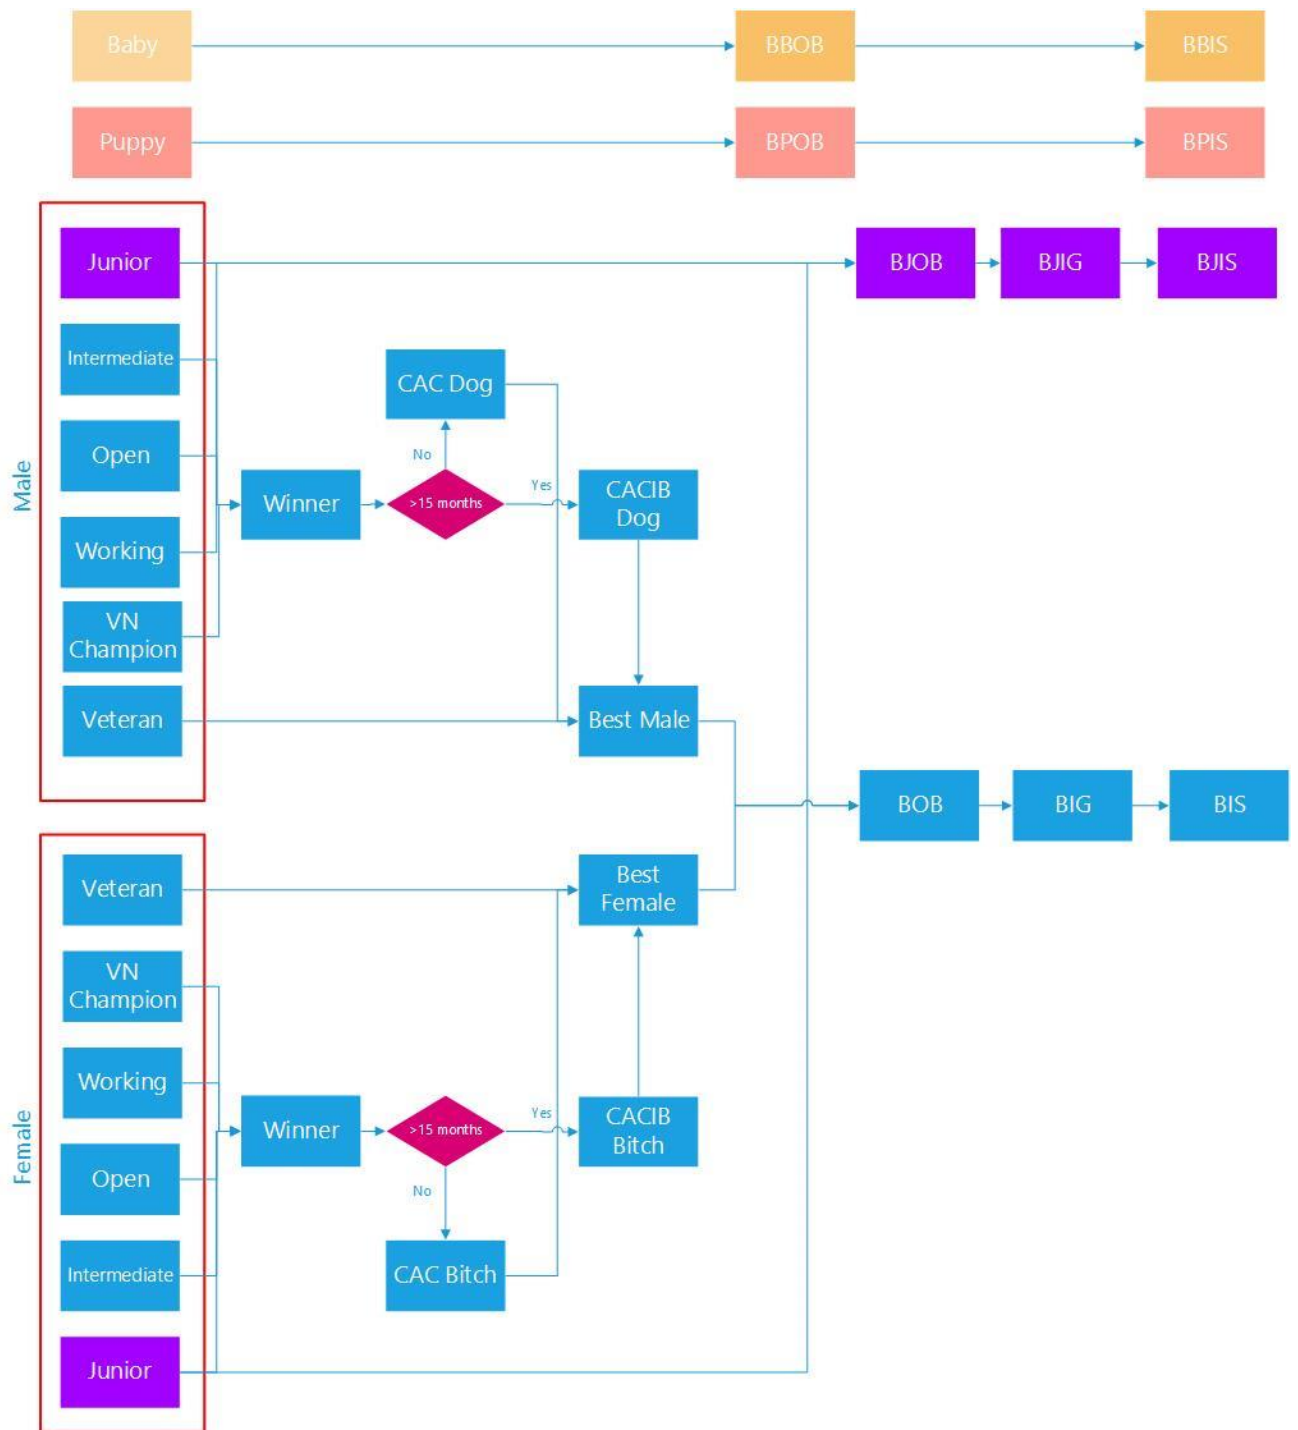 Baby
BBOB
BBIS
Puppy
BPOB
BPIS
Male
Junior
BJOB
BJIG
BJIS
Intermediate
CAC Dog
Open
No
Winner
>15 months
Yes
CACIB
Dog
Working
VN
Champion
Veteran
Best Male
BOB
BIG
BIS
Female
Veteran
Best
Female
VN
Champion
Working
Winner
>15 months
Yes
CACIB
Bitch
Open
No
Intermediate
CAC Bitch
Junior